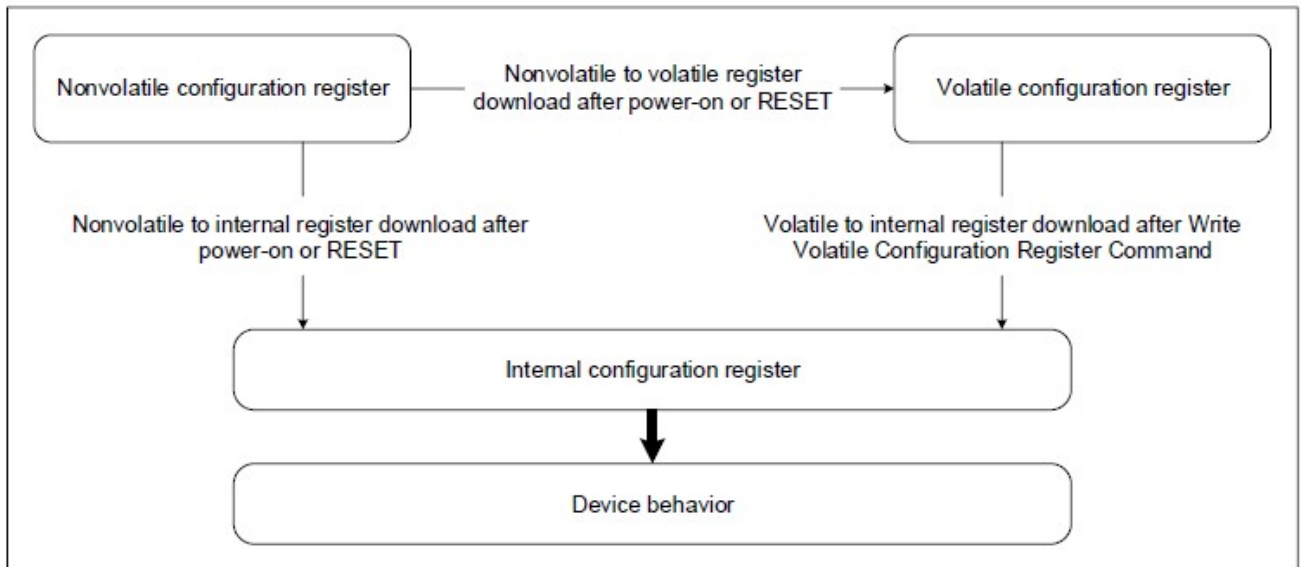 Nonvolatile configuration register
Nonvolatile to volatile register
download after power-on or RESET
Volatile configuration register
Nonvolatile to internal register download after
power-on or RESET
Volatile to internal register download after Write
Volatile Configuration Register Command
Internal configuration register
Device behavior